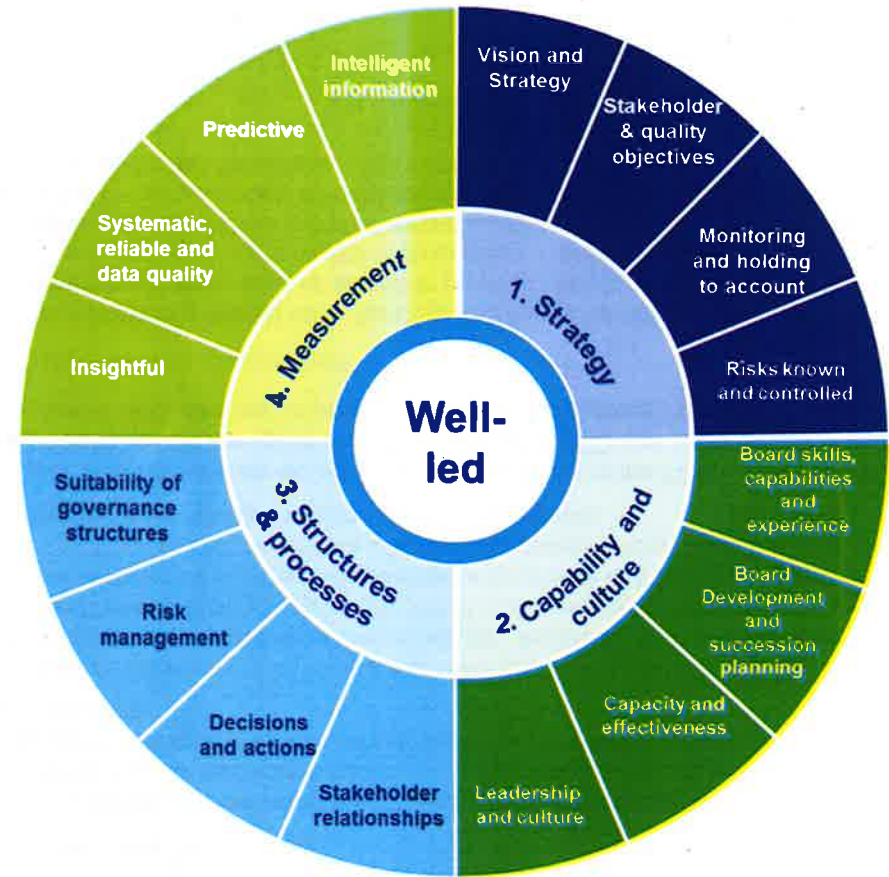 Well-
led
1. Strategy
Vision and
Strategy
Stakeholder
& quality
objectives
Monitoring
and holding
to account
Risks known
and controlled
2. Capability and
culture
Board skills,
capabilities
and
experience
Board
Development
and
succession
planning
Capacity and
effectiveness
Leadership
and culture
3. Structures
& processes
Stakeholder
relationships
Decisions
and actions
Risk
management
Suitability of
governance
structures
4. Measurement
Insightful
Systematic,
reliable and
data quality
Predictive
Intelligent
information